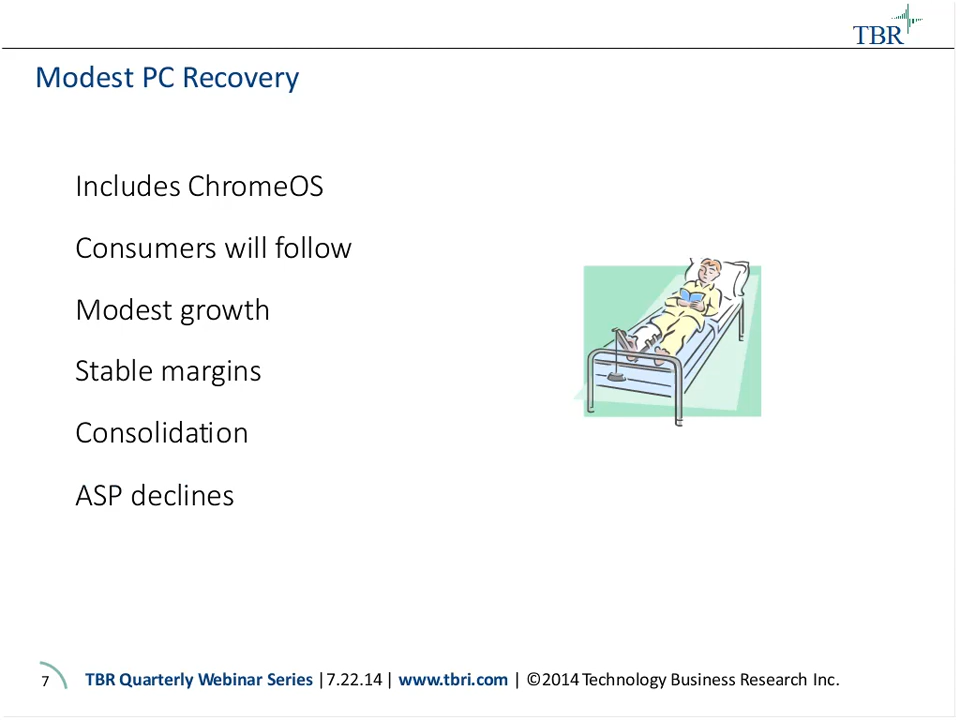 TBR
Modest PC Recovery
Includes ChromeOS
Consumers will follow
Modest growth
Stable margins
Consolidation
ASP declines
7 TBR Quarterly Webinar Series | 7.22.14 | www.tbri.com | ©2014 Technology Business Research Inc.